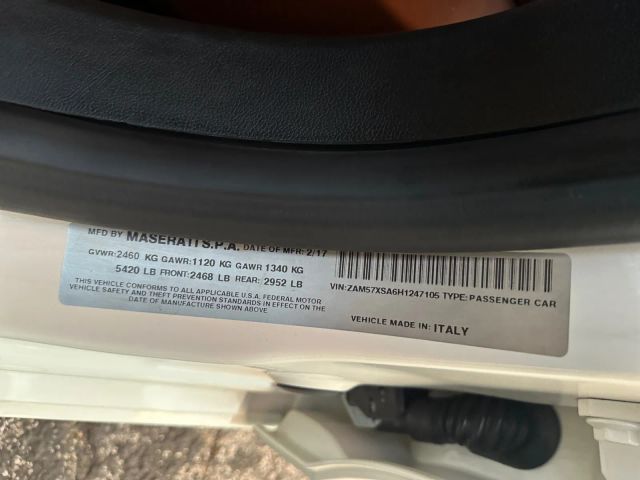 MFD BY MASERATI S.P.A. DATE OF MFR: 2/17
GVWR:2460 KG GAWR:1120 KG GAWR 1340 KG
5420 LB FRONT:2468 LB REAR: 2952 LB
THIS VEHICLE CONFORMS TO ALL APPLICABLE U.S.A. FEDERAL MOTOR
VEHICLE SAFETY AND THEFT PREVENTION STANDARDS IN EFFECT ON THE
DATE OF MANUFACTURE SHOWN ABOVE.
VIN:ZAM57XSA6H1247105 TYPE: PASSENGER CAR
VEHICLE MADE IN: ITALY